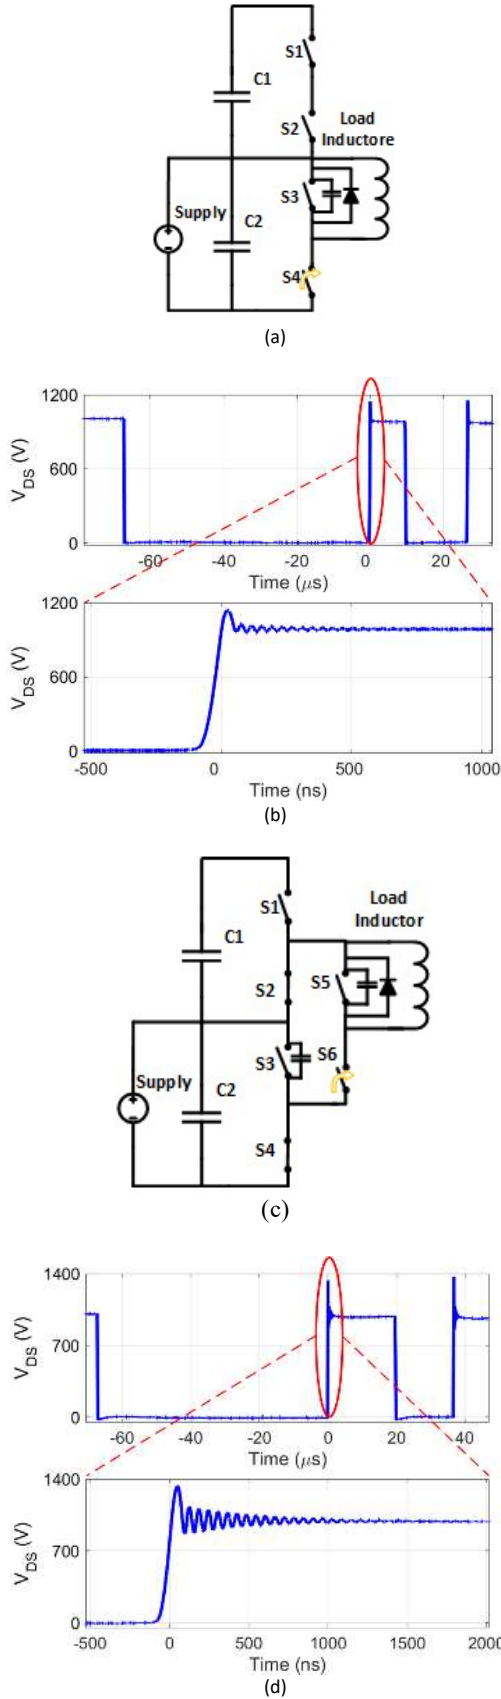 S1
C1
S2
Load
Inductore
S3
Supply
C2
S4
(a)
1200
600
0
V_DS (V)
-60 -40 -20 0 20
Time (μs)
1200
600
0
V_DS (V)
-500 0 500 1000
Time (ns)
(b)
S1
Load
Inductor
C1
S2
S5
S3
S6
Supply
C2
S4
(c)
1400
700
0
V_DS (V)
-60 -40 -20 0 20 40
Time (μs)
1400
700
0
V_DS (V)
-500 0 500 1000 1500 2000
Time (ns)
(d)